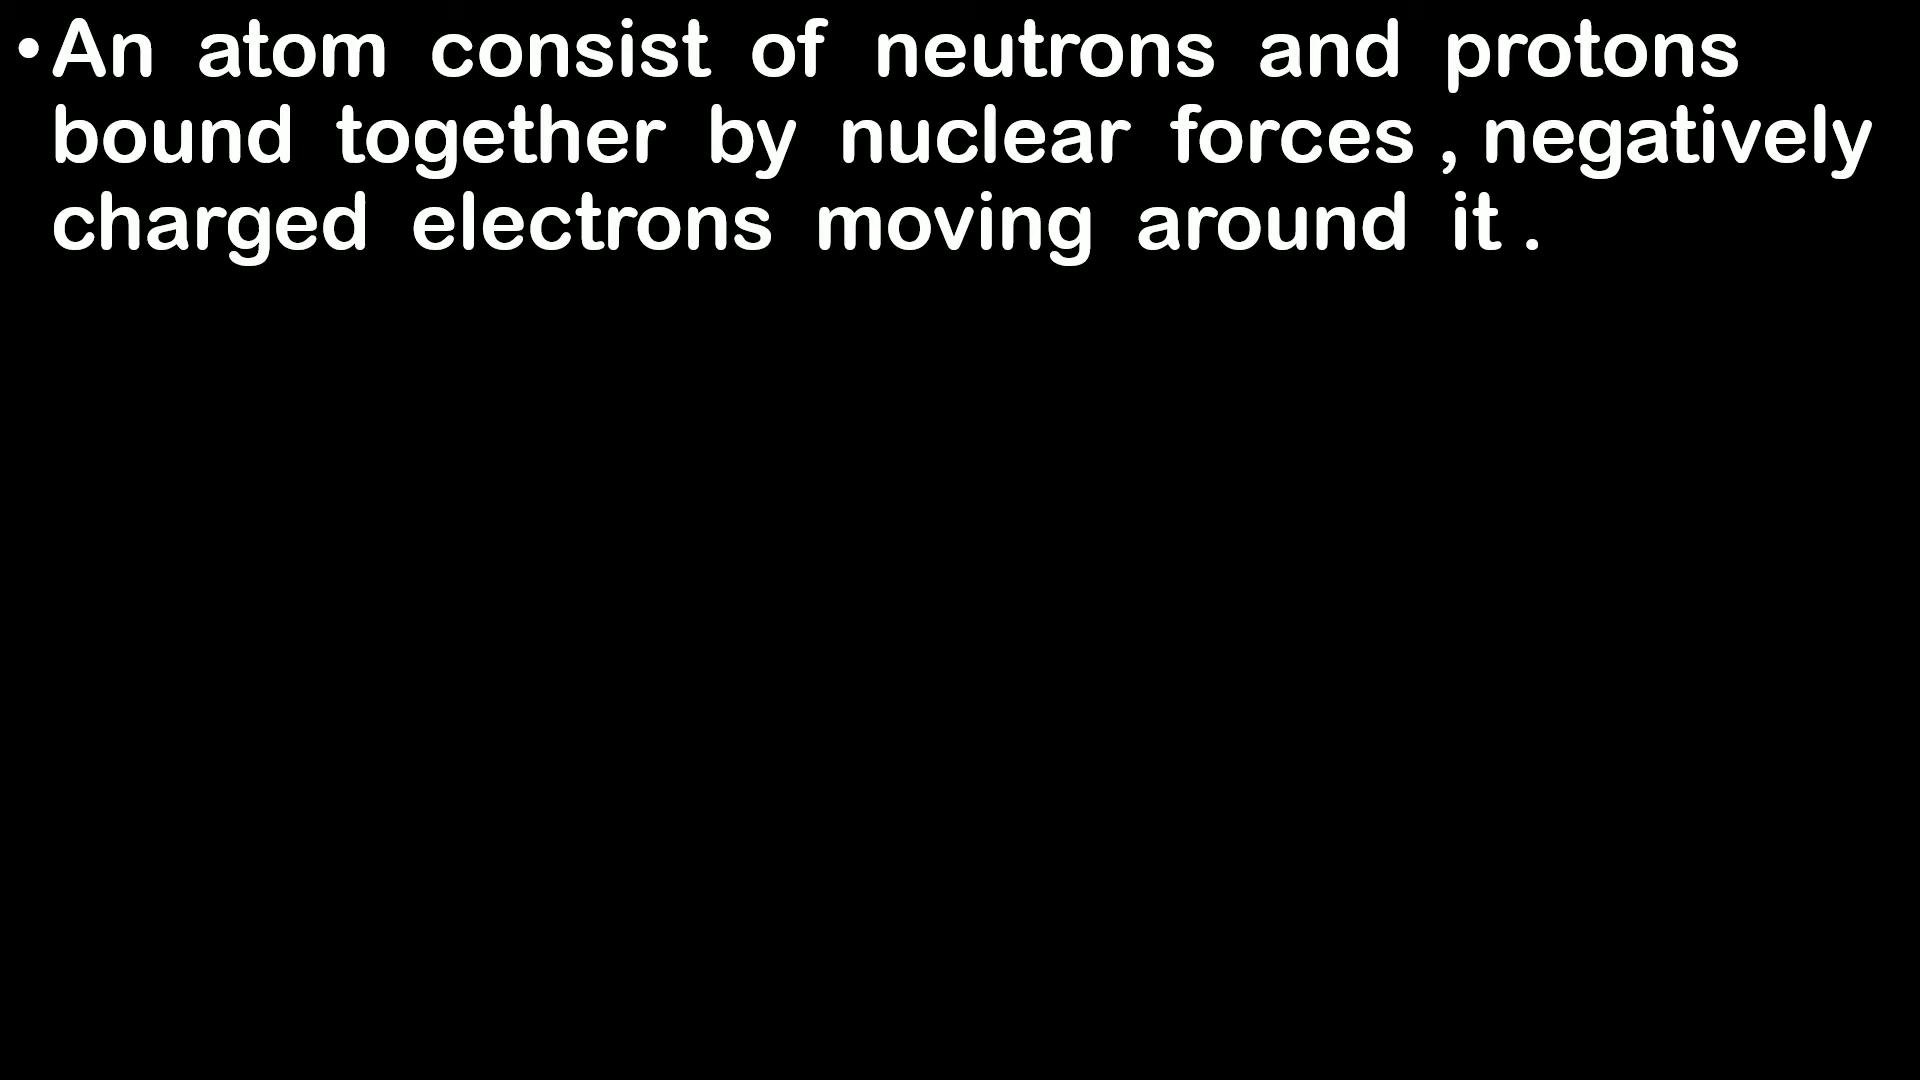 •An atom consist of neutrons and protons
bound together by nuclear forces , negatively
charged electrons moving around it .